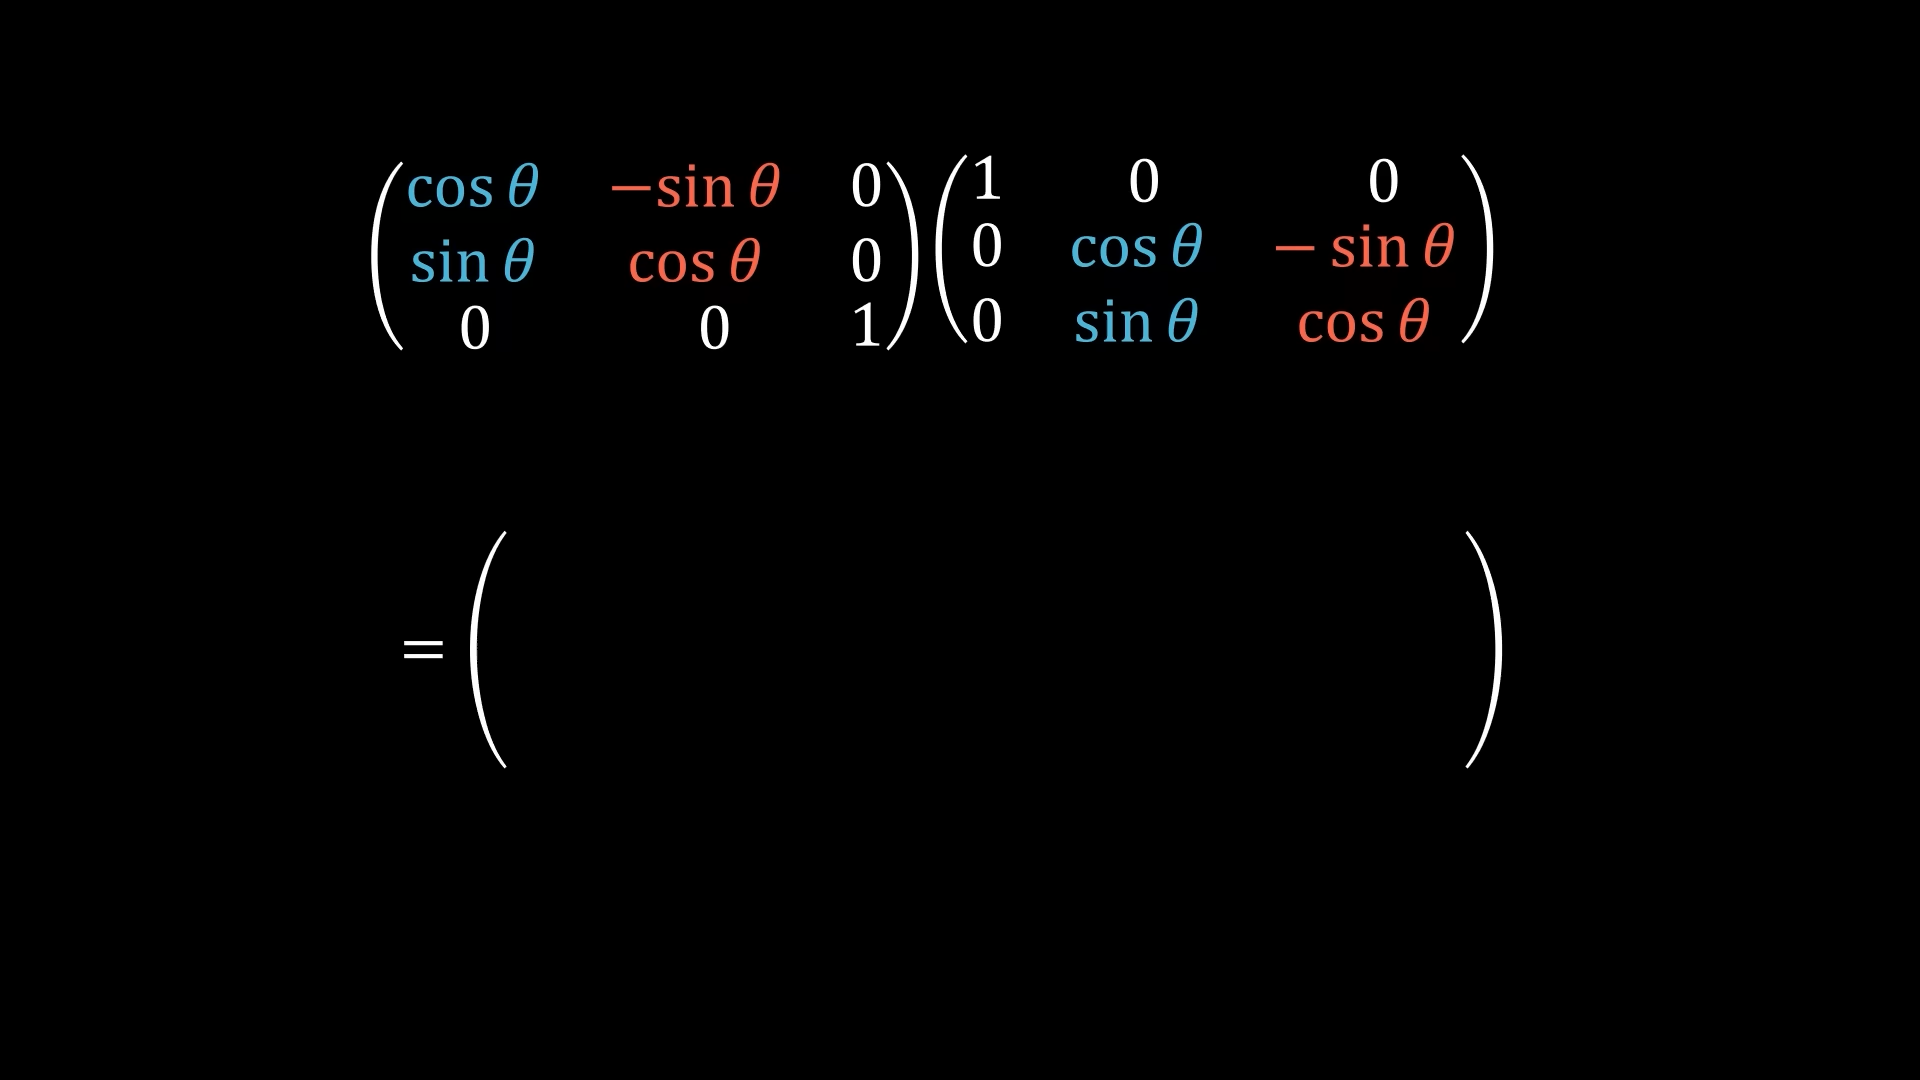 cos θ −sin θ 0 1 0 0
sin θ cos θ 0 0 cos θ − sin θ
0 0 1 0 sin θ cos θ
= ( )